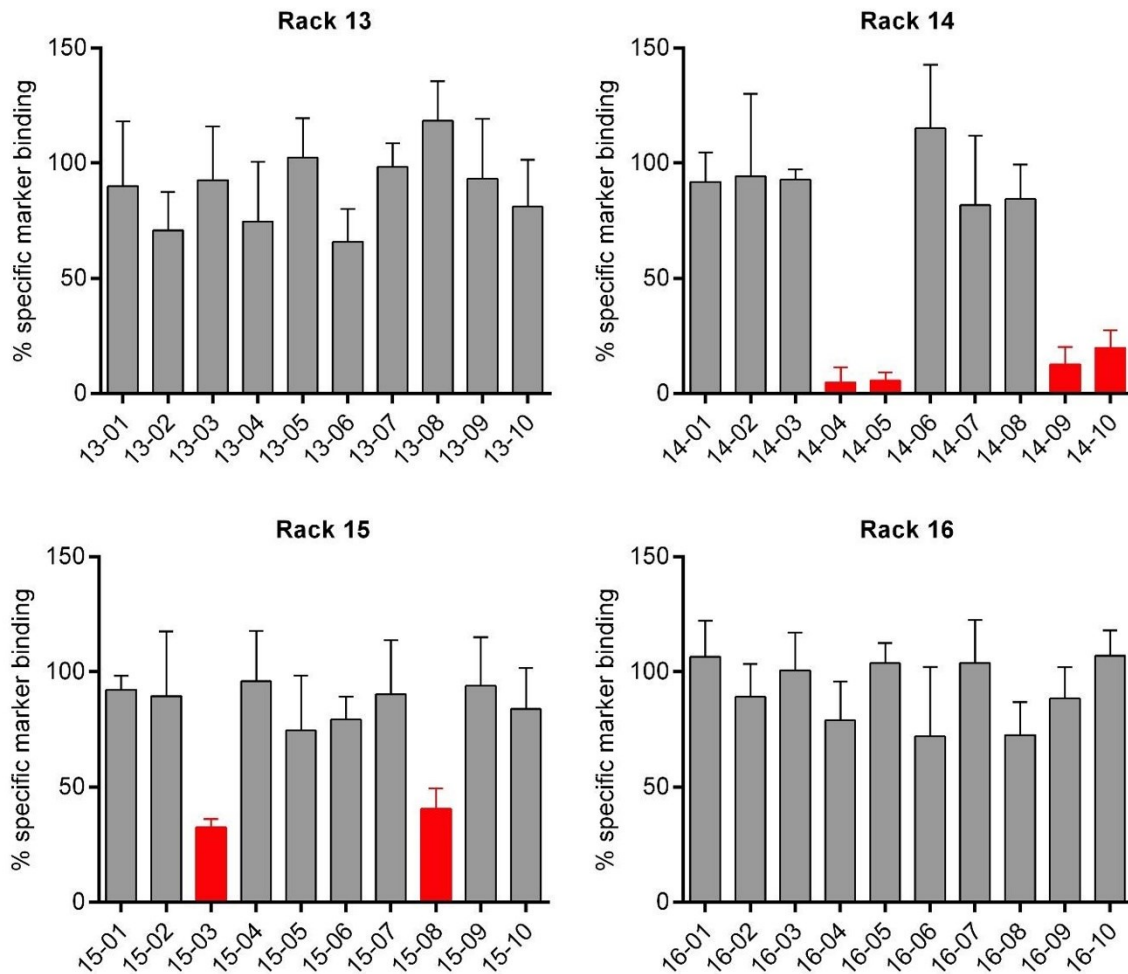 Rack 13
% specific marker binding
150
100
50
0
13-01 13-02 13-03 13-04 13-05 13-06 13-07 13-08 13-09 13-10
Rack 14
% specific marker binding
150
100
50
0
14-01 14-02 14-03 14-04 14-05 14-06 14-07 14-08 14-09 14-10
Rack 15
% specific marker binding
150
100
50
0
15-01 15-02 15-03 15-04 15-05 15-06 15-07 15-08 15-09 15-10
Rack 16
% specific marker binding
150
100
50
0
16-01 16-02 16-03 16-04 16-05 16-06 16-07 16-08 16-09 16-10